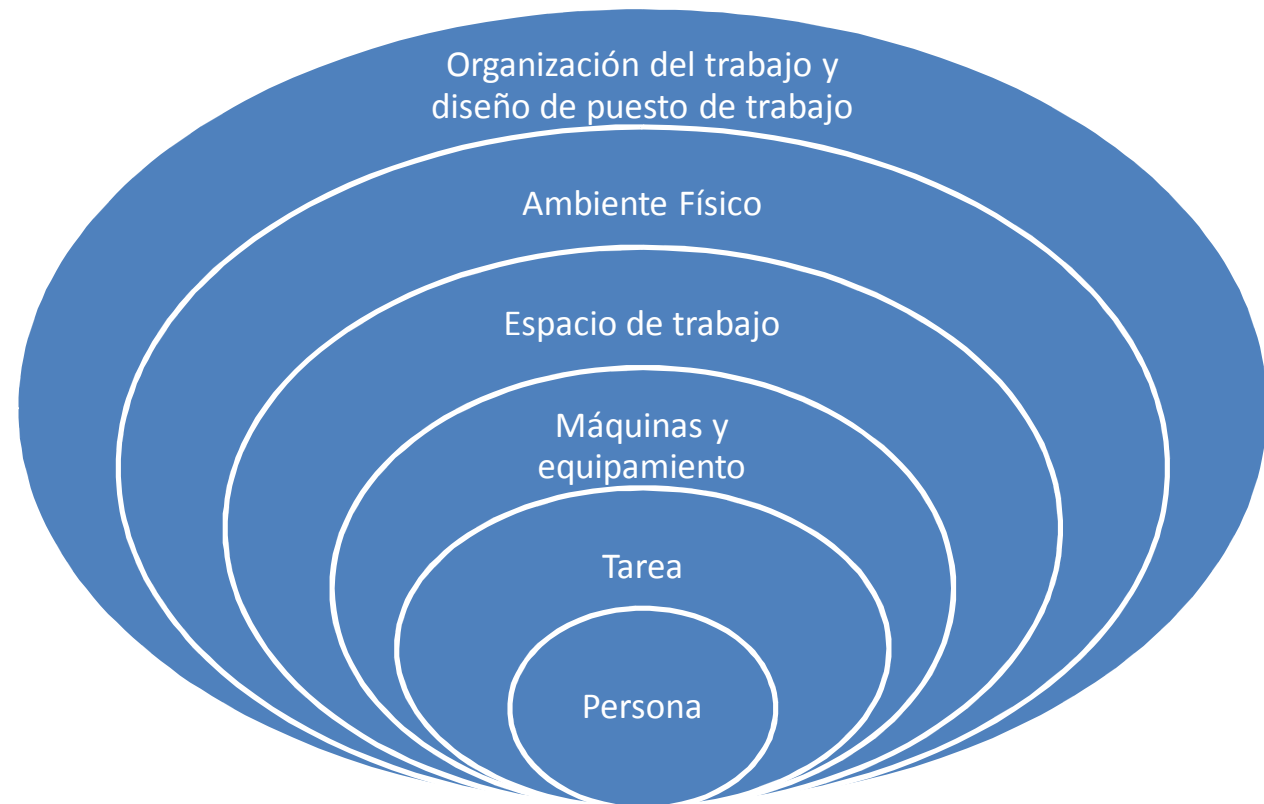 Organización del trabajo y
diseño de puesto de trabajo
Ambiente Físico
Espacio de trabajo
Máquinas y
equipamiento
Tarea
Persona